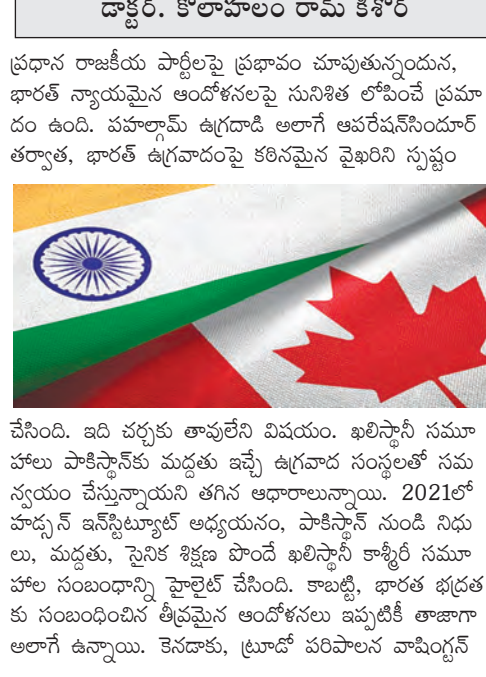 డాక్టర్. కోలాహలం రామ్ కిశోర్
ప్రధాన రాజకీయ పార్టీలపై ప్రభావం చూపుతున్నందున,
భారత్ న్యాయమైన ఆందోళనలపై సునిశిత లోపించే ప్రమా
దం ఉంది. పహల్గామ్ ఉగ్రదాడి అలాగే ఆపరేషన్‌సిందూర్
తర్వాత, భారత్ ఉగ్రవాదంపై కఠినమైన వైఖరిని స్పష్టం
చేసింది. ఇది చర్చకు తావులేని విషయం. ఖలిస్థానీ సమూ
హాలు పాకిస్థాన్‌కు మద్దతు ఇచ్చే ఉగ్రవాద సంస్థలతో సమ
న్వయం చేస్తున్నాయని తగిన ఆధారాలున్నాయి. 2021లో
హడ్సన్ ఇన్‌స్టిట్యూట్ అధ్యయనం, పాకిస్థాన్ నుండి నిధు
లు, మద్దతు, సైనిక శిక్షణ పొందే ఖలిస్థానీ కాశ్మీరీ సమూ
హాల సంబంధాన్ని హైలైట్ చేసింది. కాబట్టి, భారత భద్రత
కు సంబంధించిన తీవ్రమైన ఆందోళనలు ఇప్పటికీ తాజాగా
అలాగే ఉన్నాయి. కెనడాకు, ట్రూడో పరిపాలన వాషింగ్టన్